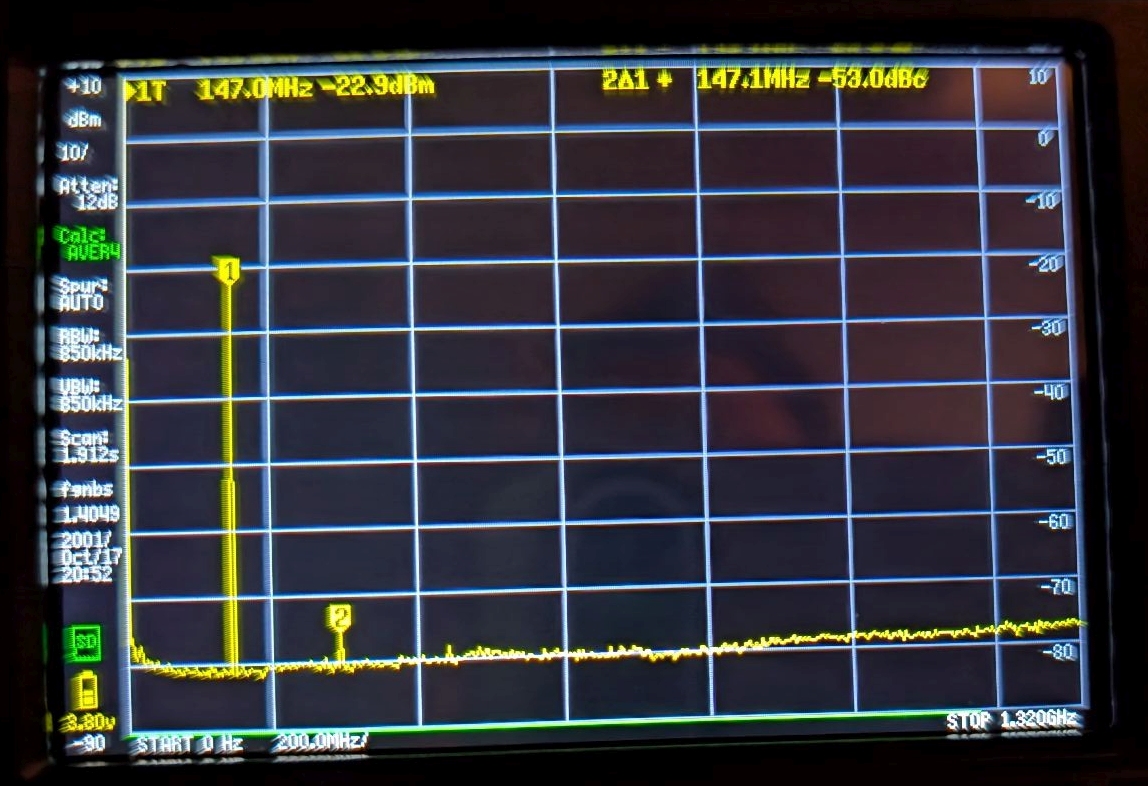 +10
dBm
10/
Atten:
12dB
Calc:
AVER4
Spur:
AUTO
RBW:
850kHz
VBW:
850kHz
Scan:
1.912s
1.4049
2001/
Oct/17
20:52
SD
3.80v
-90
▶1T 147.0MHz -22.9dBm
2Δ1 147.1MHz -53.0dBc
1
2
10
0
-10
-20
-30
-40
-50
-60
-70
-80
START 0 Hz 200.0MHz/
STOP 1.320GHz